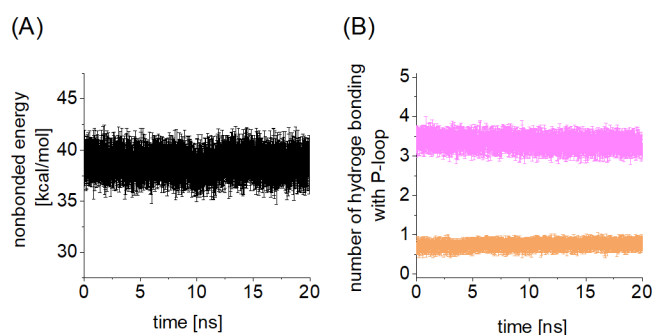 (A)
(B)
nonbonded energy
[kcal/mol]
45
40
35
30
0
5
10
15
20
time [ns]
number of hydroge bonding
with P-loop
5
4
3
2
1
0
0
5
10
15
20
time [ns]